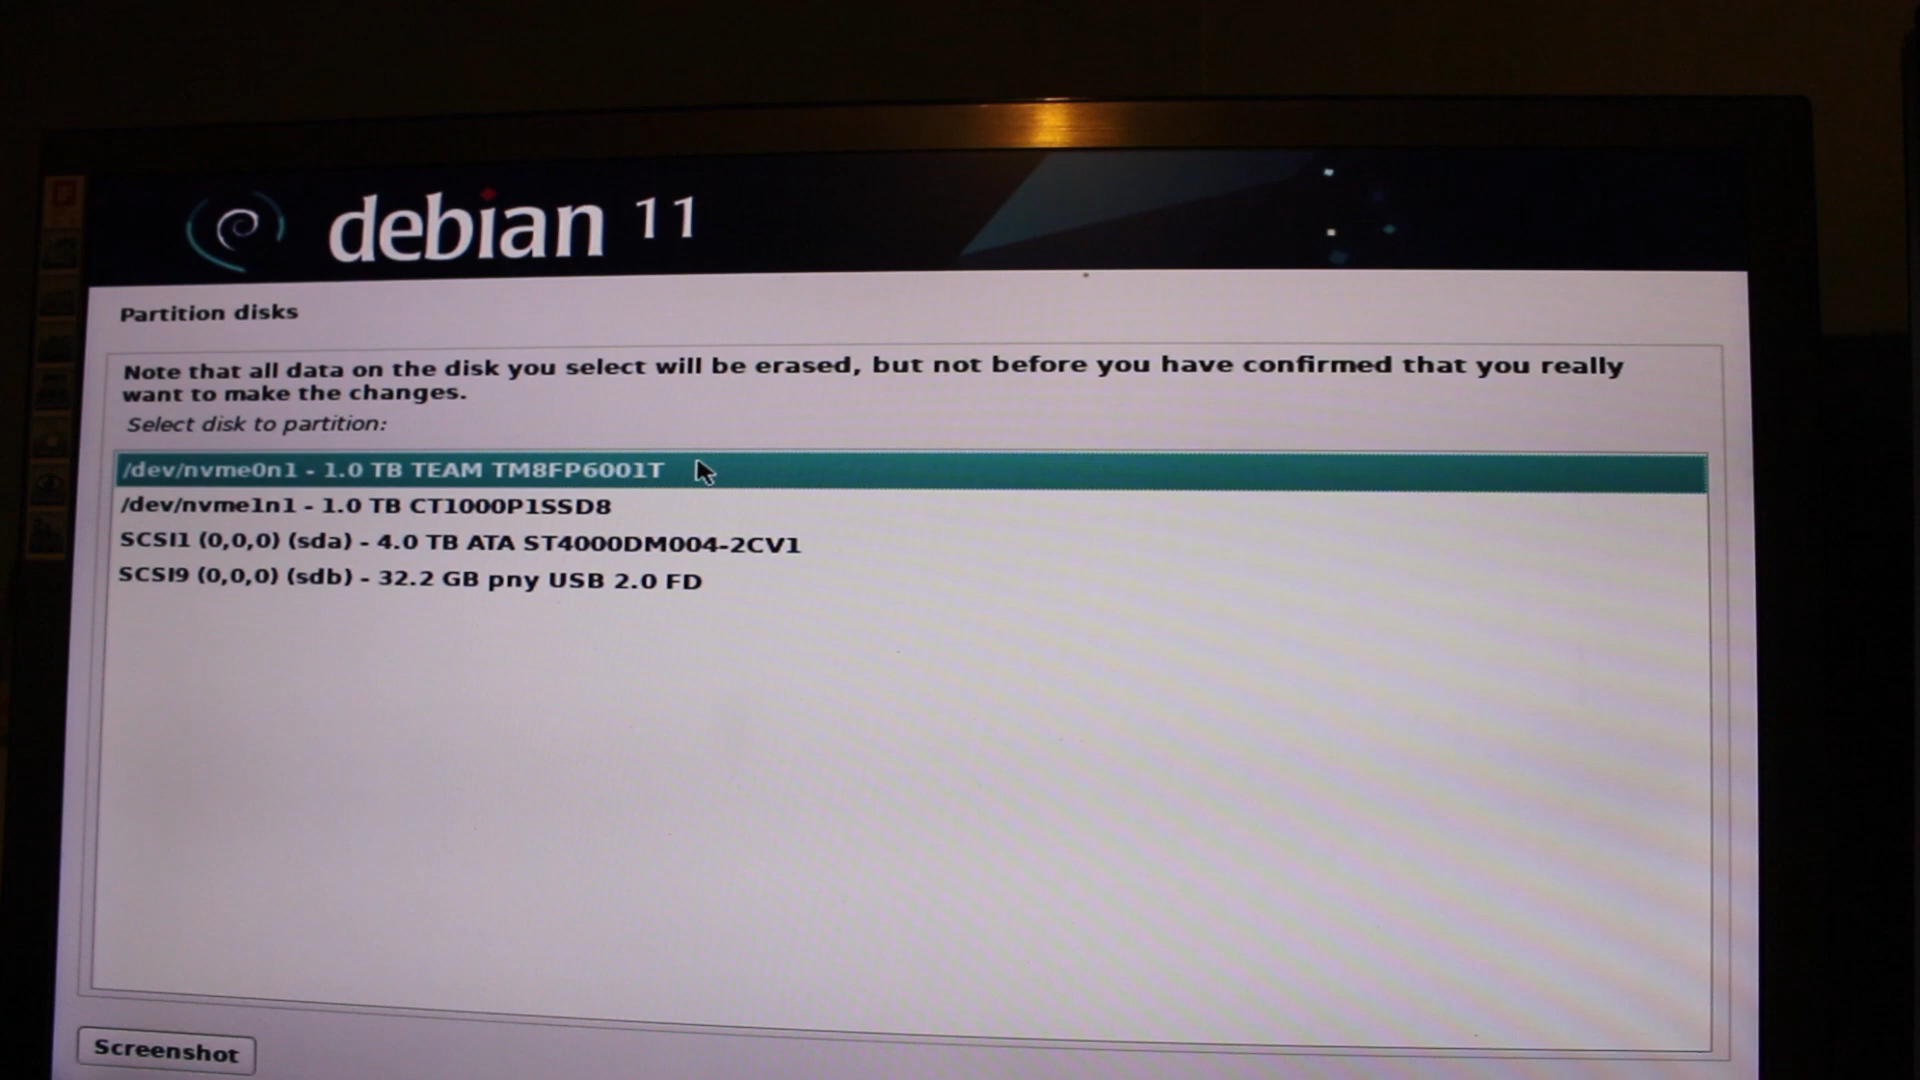 debian 11
Partition disks
Note that all data on the disk you select will be erased, but not before you have confirmed that you really
want to make the changes.
Select disk to partition:
/dev/nvme0n1 - 1.0 TB TEAM TM8FP6001T
/dev/nvme1n1 - 1.0 TB CT1000P1SSD8
SCSI1 (0,0,0) (sda) - 4.0 TB ATA ST4000DM004-2CV1
SCSI9 (0,0,0) (sdb) - 32.2 GB pny USB 2.0 FD
Screenshot